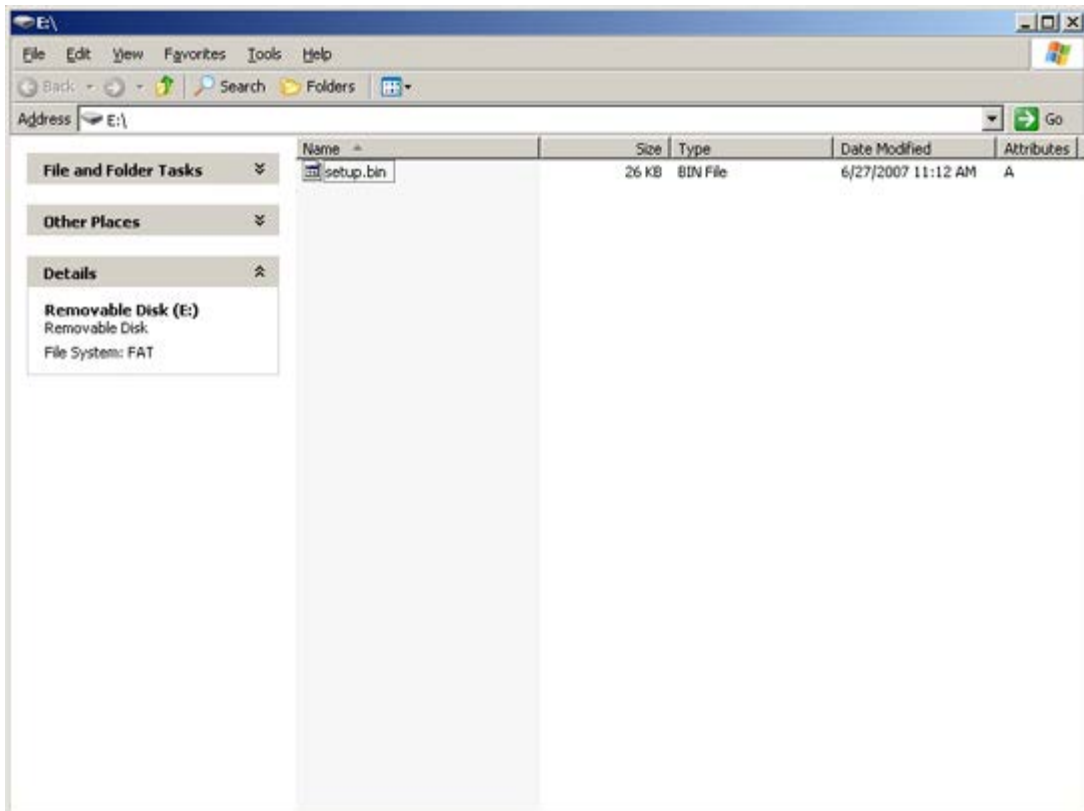 E:\
File Edit View Favorites Tools Help
Back Search Folders
Address E:\ Go
Name Size Type Date Modified Attributes
setup.bin 26 KB BIN File 6/27/2007 11:12 AM A
File and Folder Tasks
Other Places
Details
Removable Disk (E:)
Removable Disk
File System: FAT